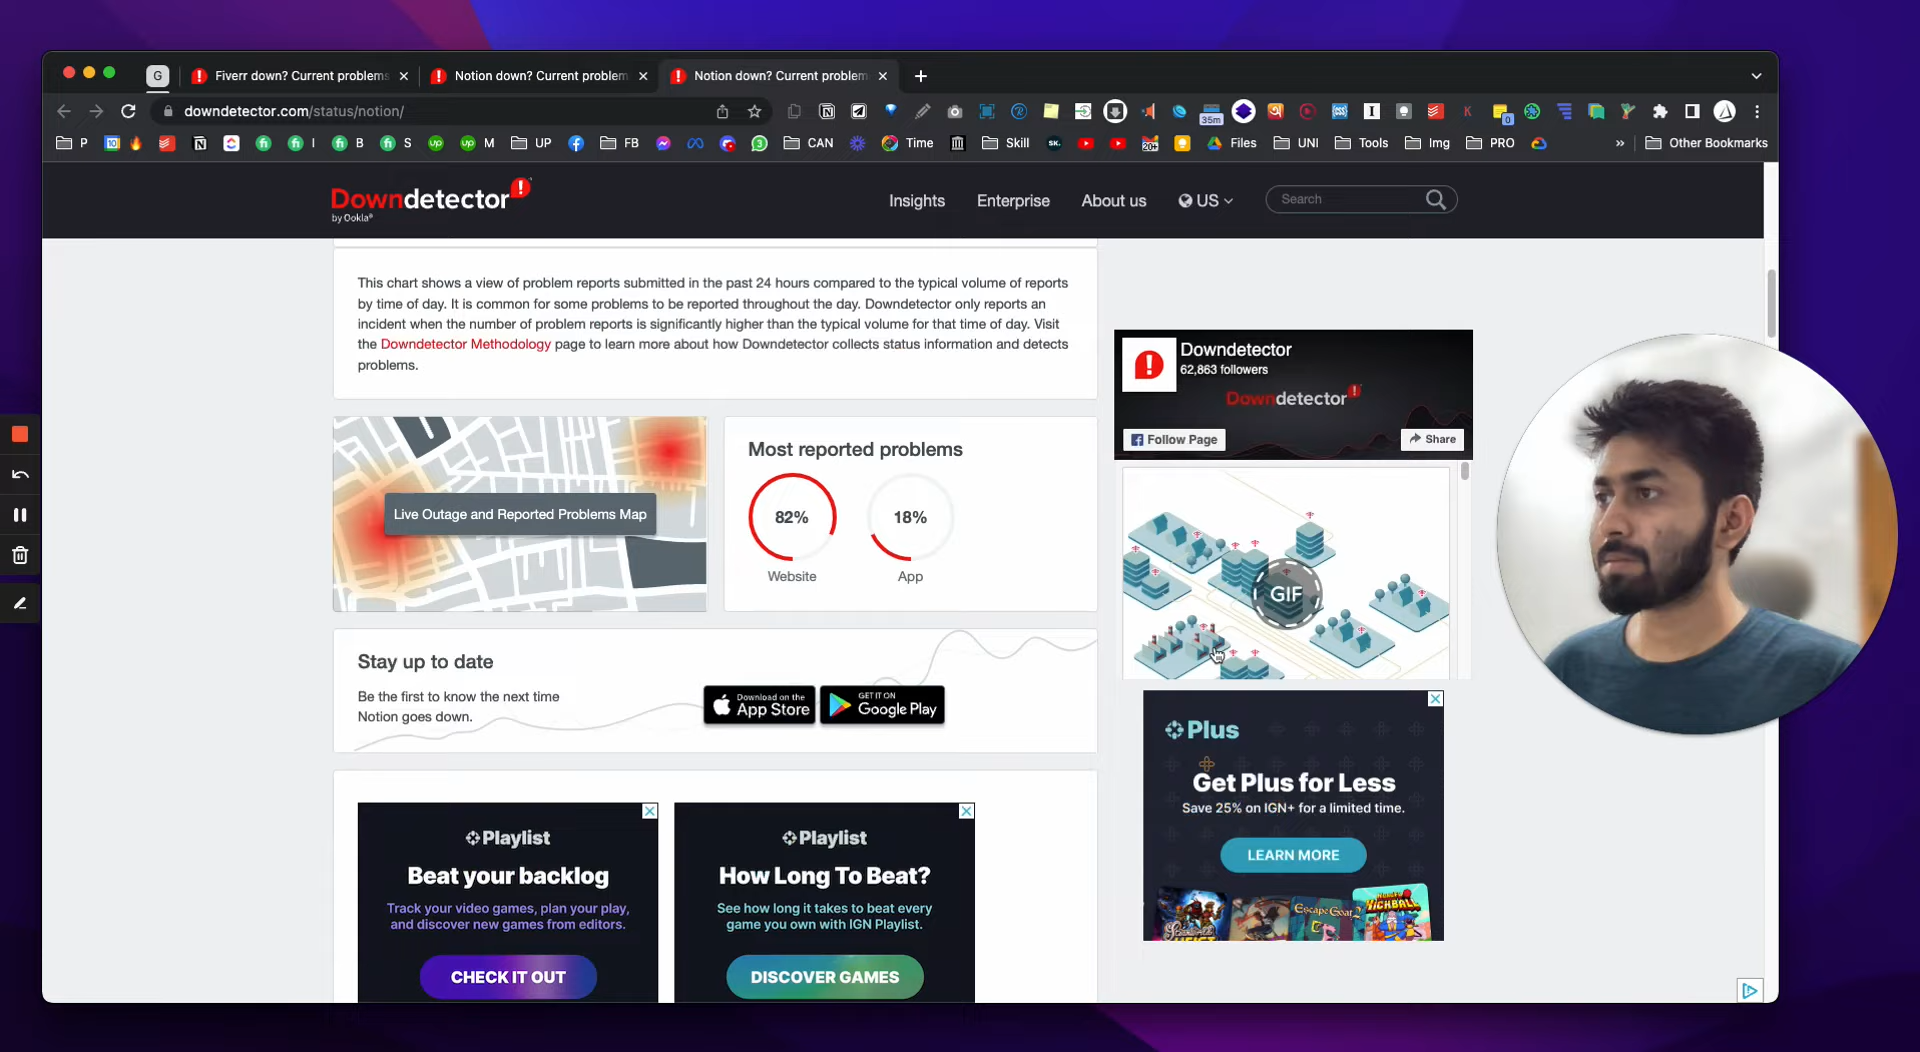 G
Fiverr down? Current problems
Notion down? Current problem
Notion down? Current problem
downdetector.com/status/notion/
35m
0
P
10
I
B
S
M
UP
FB
CAN
Time
Skill
SK.
20+
Files
UNI
Tools
Img
PRO
»
Other Bookmarks
Downdetector
by Ookla®
Insights
Enterprise
About us
US
Search
This chart shows a view of problem reports submitted in the past 24 hours compared to the typical volume of reports
by time of day. It is common for some problems to be reported throughout the day. Downdetector only reports an
incident when the number of problem reports is significantly higher than the typical volume for that time of day. Visit
the Downdetector Methodology page to learn more about how Downdetector collects status information and detects
problems.
Live Outage and Reported Problems Map
Most reported problems
82%
18%
Website
App
Stay up to date
Be the first to know the next time
Notion goes down.
Download on the
App Store
GET IT ON
Google Play
Playlist
Beat your backlog
Track your video games, plan your play,
and discover new games from editors.
CHECK IT OUT
Playlist
How Long To Beat?
See how long it takes to beat every
game you own with IGN Playlist.
DISCOVER GAMES
Downdetector
62,863 followers
Downdetector
Follow Page
Share
GIF
Plus
Get Plus for Less
Save 25% on IGN+ for a limited time.
LEARN MORE
Escape Goat 2